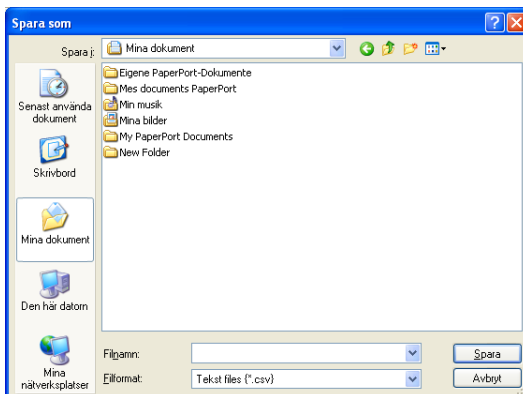 Spara som
Spara i:
Mina dokument
Senast använda
dokument
Skrivbord
Mina dokument
Den här datorn
Mina
nätverksplatser
Eigene PaperPort-Dokumente
Mes documents PaperPort
Min musik
Mina bilder
My PaperPort Documents
New Folder
Filnamn:
Spara
Filformat:
Tekst files (*.csv)
Avbryt